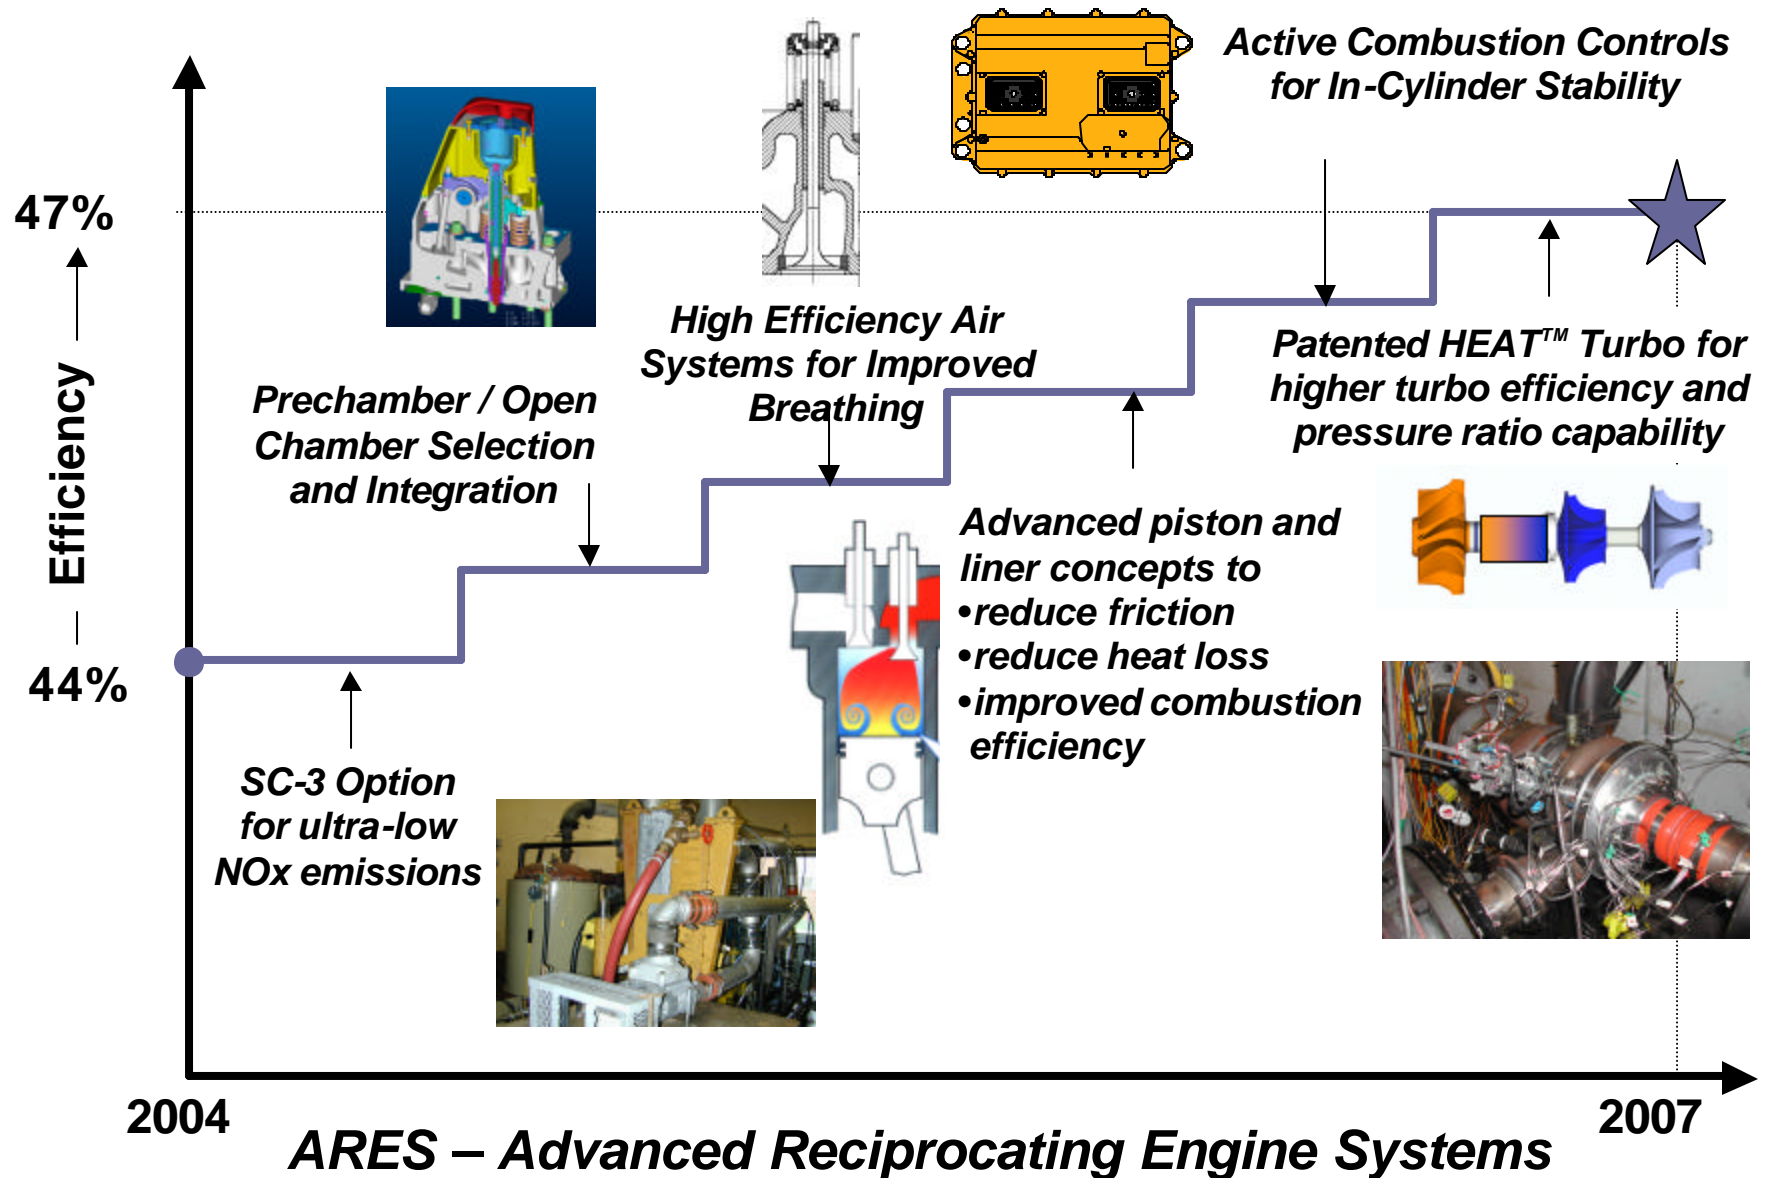 Active Combustion Controls
for In-Cylinder Stability
47%
Efficiency
44%
Prechamber / Open
Chamber Selection
and Integration
High Efficiency Air
Systems for Improved
Breathing
Patented HEAT™ Turbo for
higher turbo efficiency and
pressure ratio capability
Advanced piston and
liner concepts to
•reduce friction
•reduce heat loss
•improved combustion
efficiency
SC-3 Option
for ultra-low
NOx emissions
2004
2007
ARES – Advanced Reciprocating Engine Systems